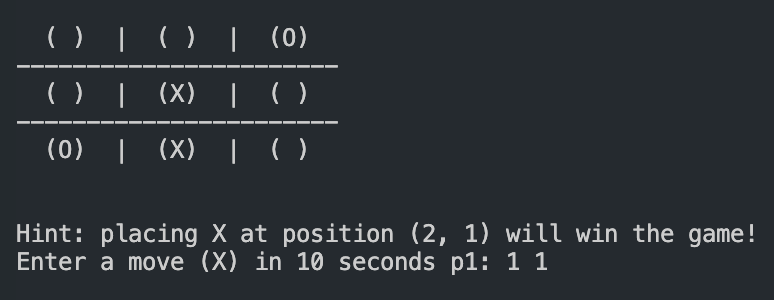 ( ) | ( ) | (O)
-----------------------
( ) | (X) | ( )
-----------------------
(O) | (X) | ( )
Hint: placing X at position (2, 1) will win the game!
Enter a move (X) in 10 seconds p1: 1 1